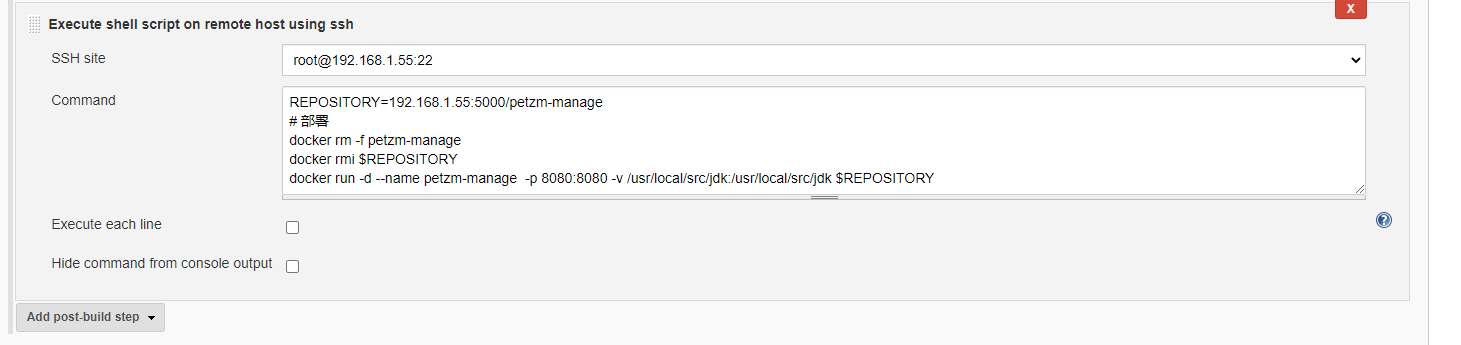 Execute shell script on remote host using ssh
X
SSH site
root@192.168.1.55:22
Command
REPOSITORY=192.168.1.55:5000/petzm-manage
# 部署
docker rm -f petzm-manage
docker rmi $REPOSITORY
docker run -d --name petzm-manage  -p 8080:8080 -v /usr/local/src/jdk:/usr/local/src/jdk $REPOSITORY
Execute each line
?
Hide command from console output
Add post-build step